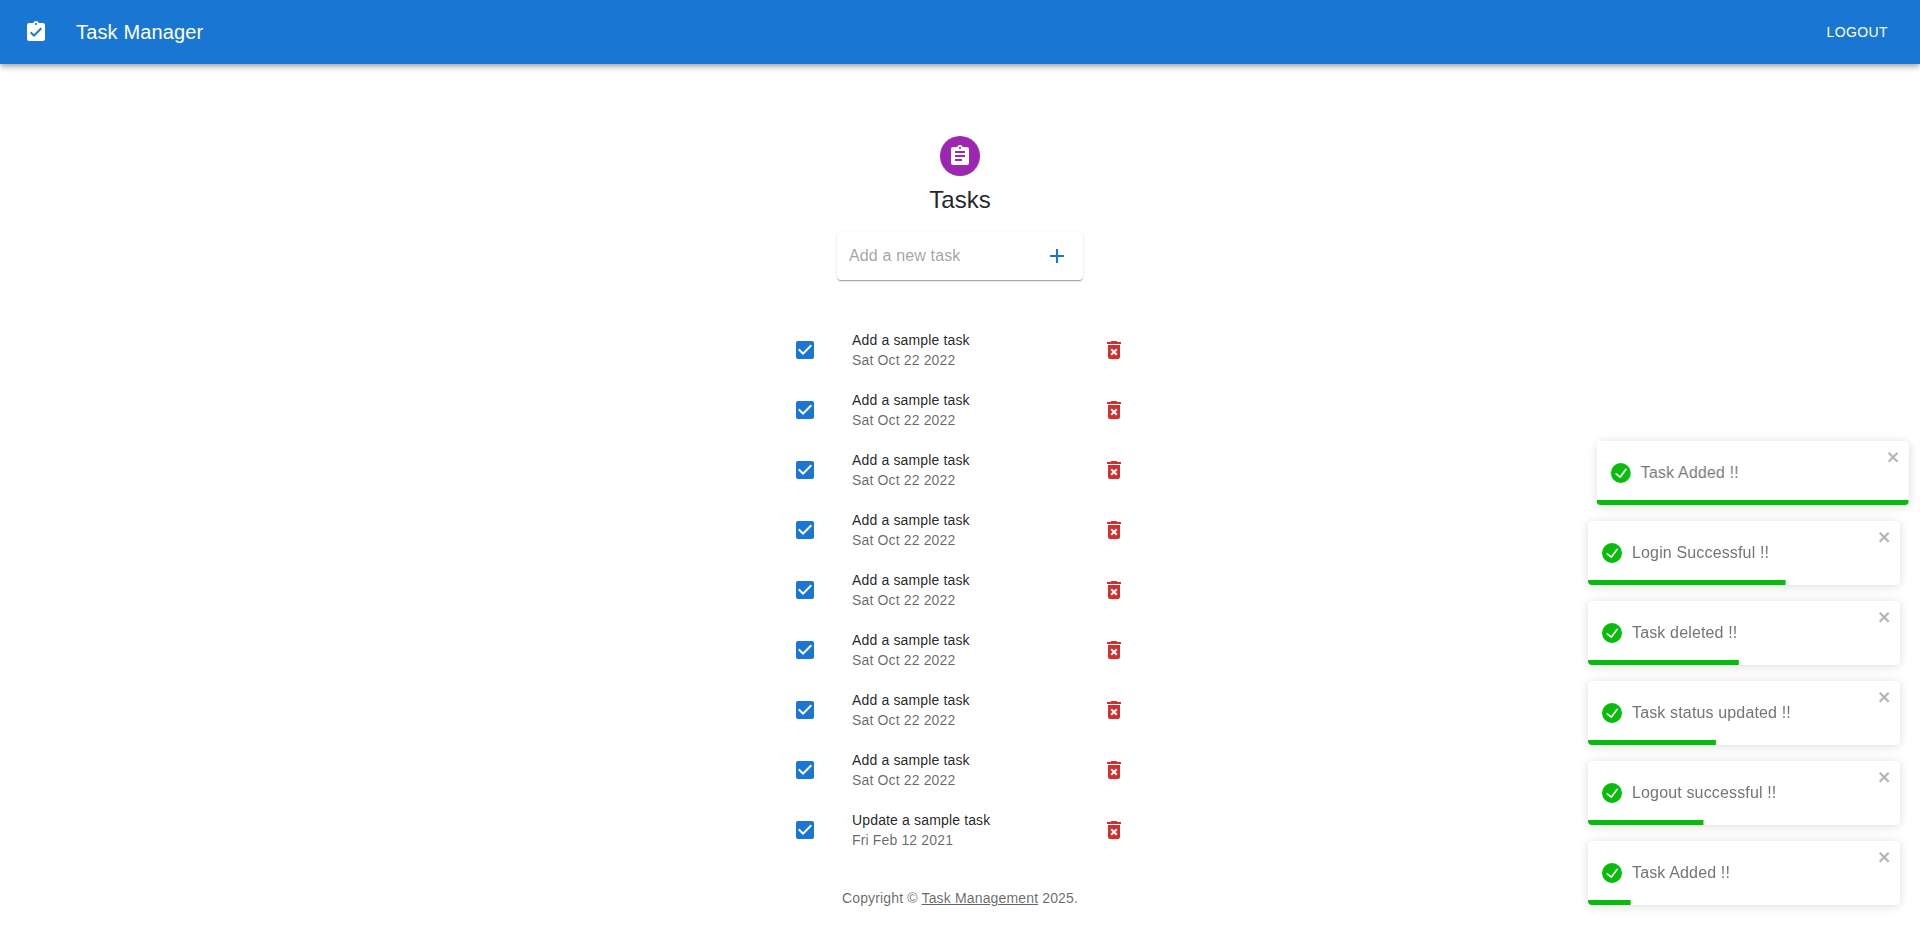 Task Manager
LOGOUT
Tasks
Add a new task
Add a sample task
Sat Oct 22 2022
Add a sample task
Sat Oct 22 2022
Add a sample task
Sat Oct 22 2022
Add a sample task
Sat Oct 22 2022
Add a sample task
Sat Oct 22 2022
Add a sample task
Sat Oct 22 2022
Add a sample task
Sat Oct 22 2022
Add a sample task
Sat Oct 22 2022
Update a sample task
Fri Feb 12 2021
Copyright © Task Management 2025.
Task Added !!
Login Successful !!
Task deleted !!
Task status updated !!
Logout successful !!
Task Added !!